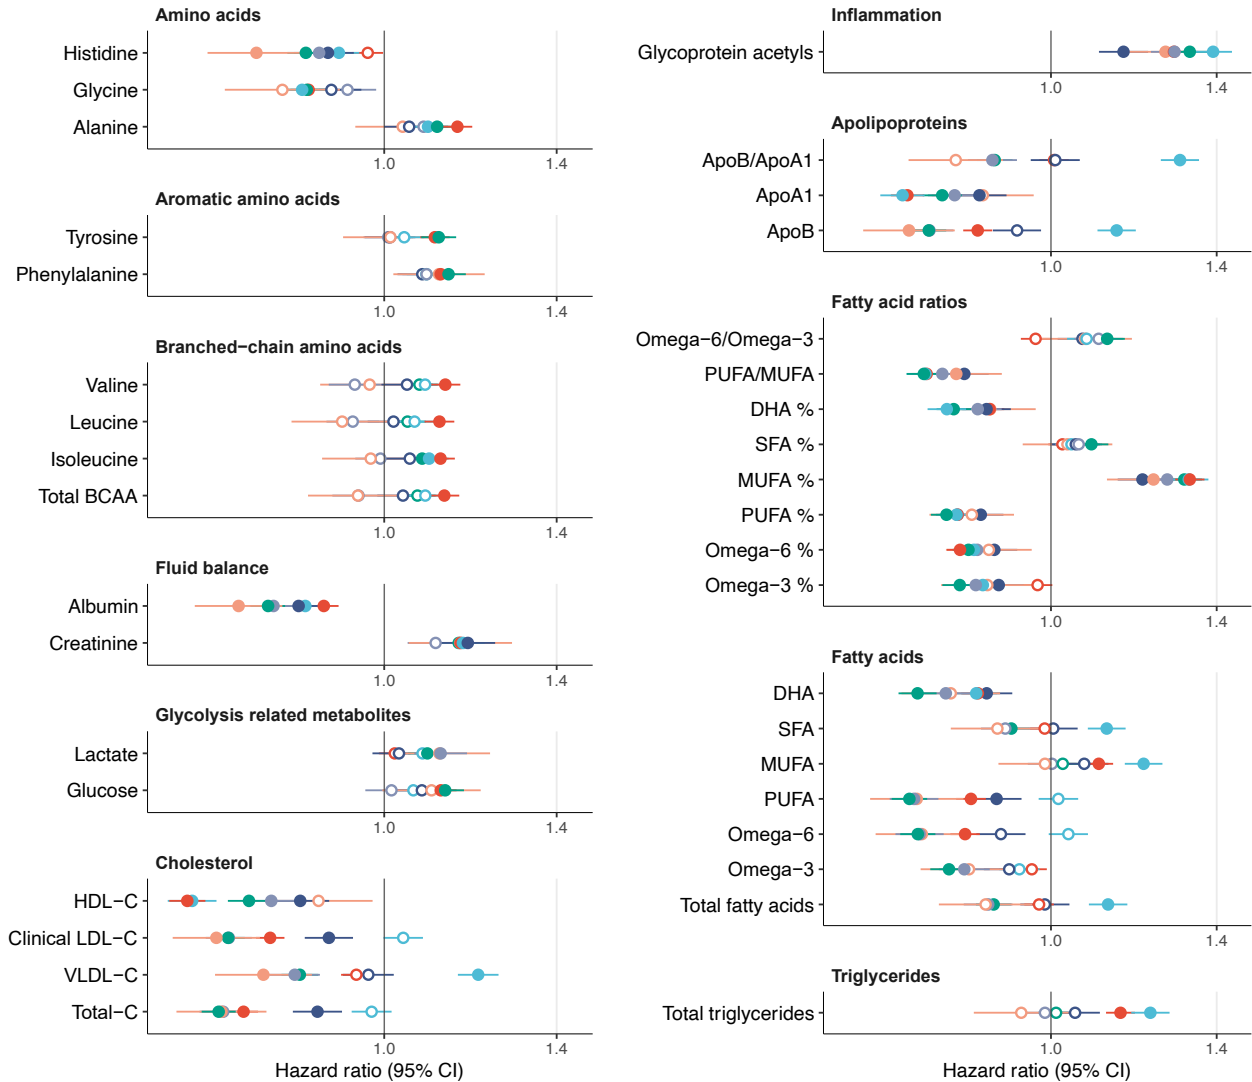 Amino acids
Histidine
Glycine
Alanine
1.0
1.4
Aromatic amino acids
Tyrosine
Phenylalanine
1.0
1.4
Branched−chain amino acids
Valine
Leucine
Isoleucine
Total BCAA
1.0
1.4
Fluid balance
Albumin
Creatinine
1.0
1.4
Glycolysis related metabolites
Lactate
Glucose
1.0
1.4
Cholesterol
HDL−C
Clinical LDL−C
VLDL−C
Total−C
1.0
1.4
Hazard ratio (95% CI)
Inflammation
Glycoprotein acetyls
1.0
1.4
Apolipoproteins
ApoB/ApoA1
ApoA1
ApoB
1.0
1.4
Fatty acid ratios
Omega−6/Omega−3
PUFA/MUFA
DHA %
SFA %
MUFA %
PUFA %
Omega−6 %
Omega−3 %
1.0
1.4
Fatty acids
DHA
SFA
MUFA
PUFA
Omega−6
Omega−3
Total fatty acids
1.0
1.4
Triglycerides
Total triglycerides
1.0
1.4
Hazard ratio (95% CI)